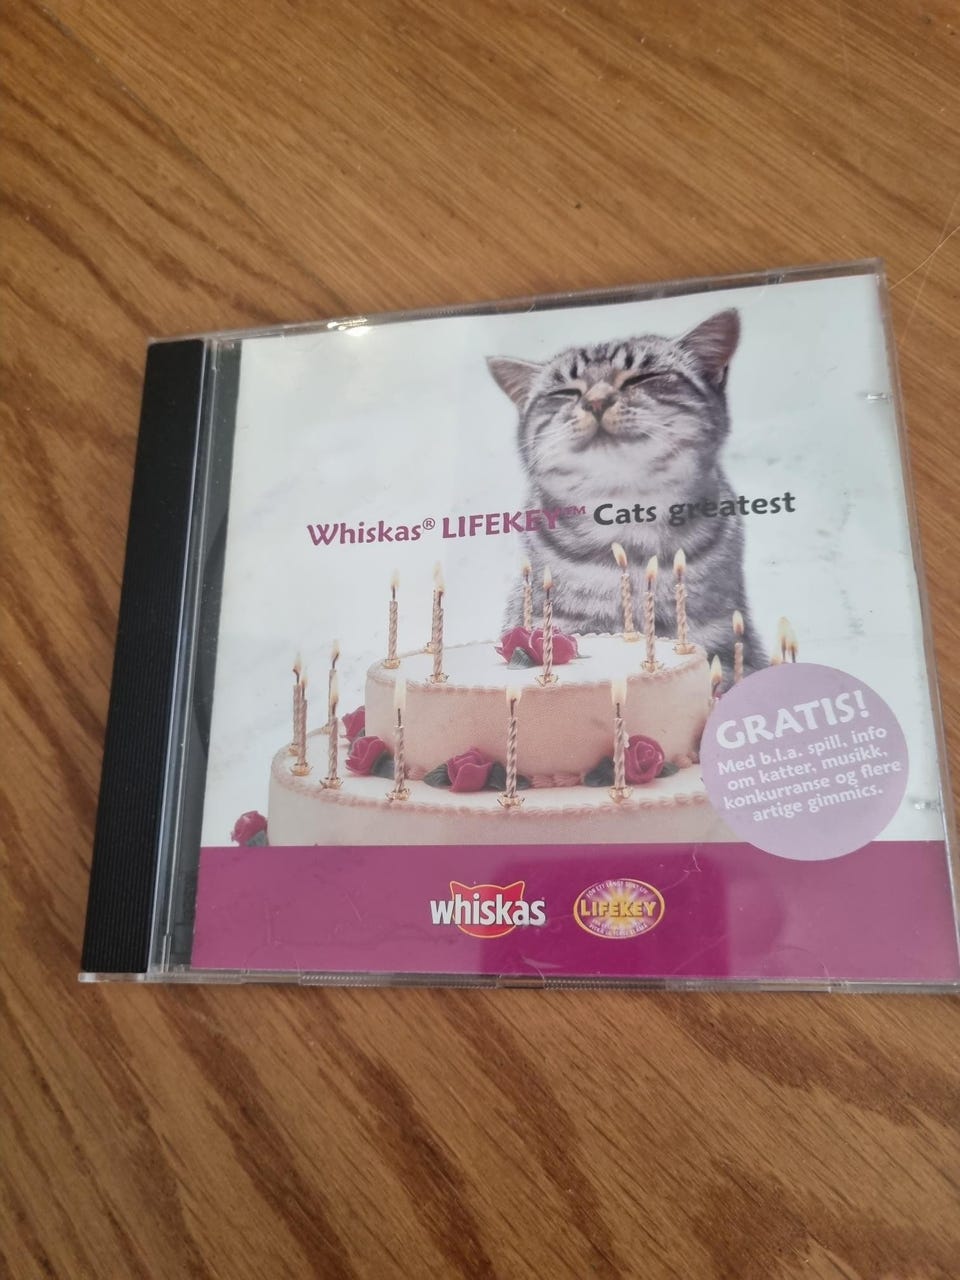 Whiskas® LIFEKEY™ Cats greatest
GRATIS!
Med b.l.a. spill, info
om katter, musikk,
konkurranse og flere
artige gimmics.
whiskas
LIFEKEY